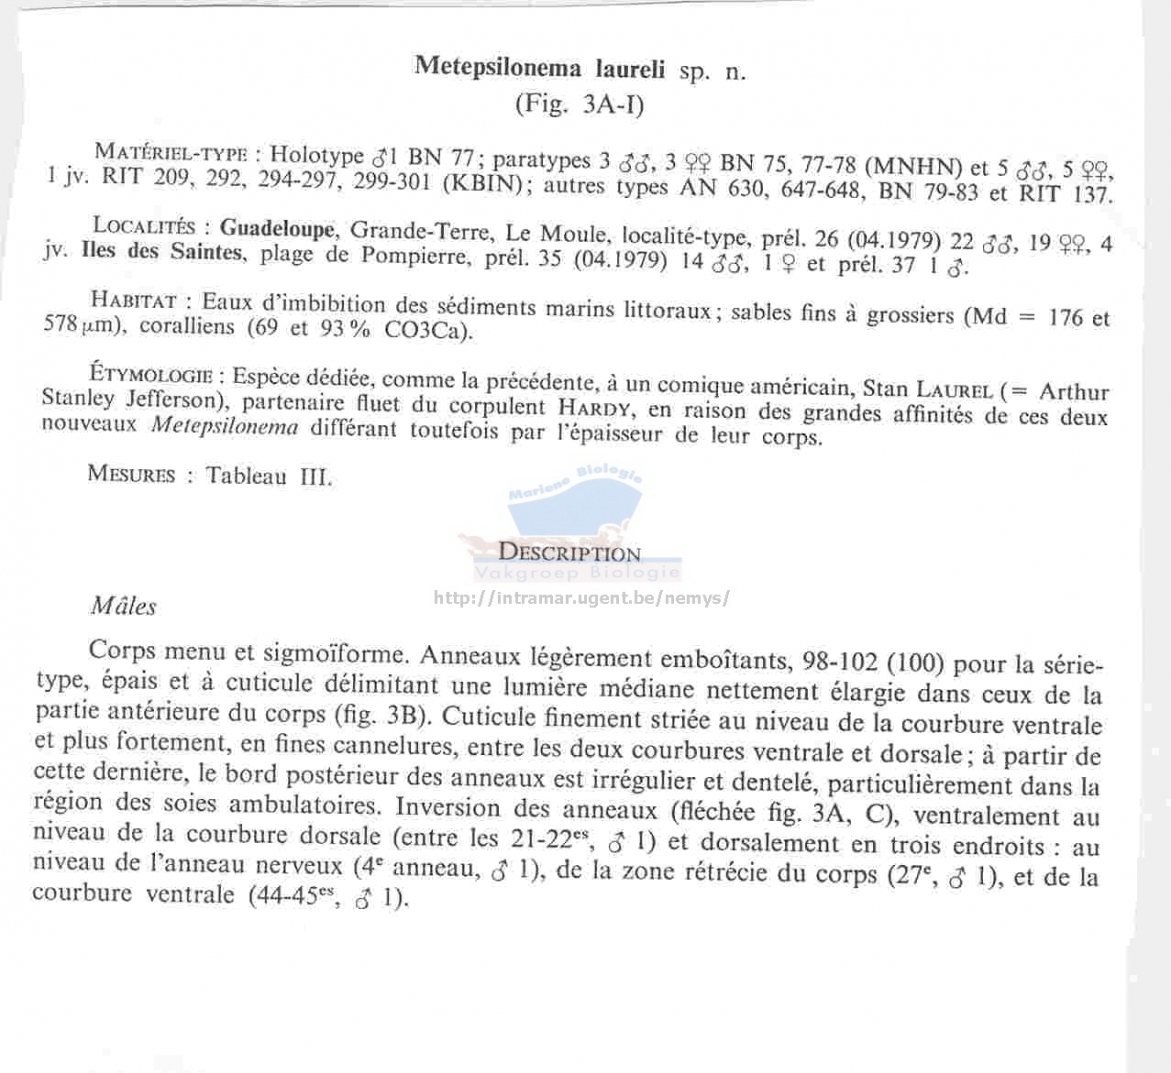 Metepsilonema laureli sp. n.
(Fig. 3A-I)
MATÉRIEL-TYPE : Holotype ♂1 BN 77; paratypes 3 ♂♂, 3 ♀♀ BN 75, 77-78 (MNHN) et 5 ♂♂, 5 ♀♀,
1 jv. RIT 209, 292, 294-297, 299-301 (KBIN); autres types AN 630, 647-648, BN 79-83 et RIT 137.
LOCALITÉS : Guadeloupe, Grande-Terre, Le Moule, localité-type, prél. 26 (04.1979) 22 ♂♂, 19 ♀♀, 4
jv. Iles des Saintes, plage de Pompierre, prél. 35 (04.1979) 14 ♂♂, 1 ♀ et prél. 37 1 ♂.
HABITAT : Eaux d'imbibition des sédiments marins littoraux; sables fins à grossiers (Md = 176 et
578 µm), coralliens (69 et 93 % CO3Ca).
ÉTYMOLOGIE : Espèce dédiée, comme la précédente, à un comique américain, Stan LAUREL (= Arthur
Stanley Jefferson), partenaire fluet du corpulent HARDY, en raison des grandes affinités de ces deux
nouveaux Metepsilonema différant toutefois par l'épaisseur de leur corps.
MESURES : Tableau III.
Mariene Biologie
DESCRIPTION
Vakgroep Biologie
http://intramar.ugent.be/nemys/
Mâles
Corps menu et sigmoïforme. Anneaux légèrement emboîtants, 98-102 (100) pour la série-
type, épais et à cuticule délimitant une lumière médiane nettement élargie dans ceux de la
partie antérieure du corps (fig. 3B). Cuticule finement striée au niveau de la courbure ventrale
et plus fortement, en fines cannelures, entre les deux courbures ventrale et dorsale; à partir de
cette dernière, le bord postérieur des anneaux est irrégulier et dentelé, particulièrement dans la
région des soies ambulatoires. Inversion des anneaux (fléchée fig. 3A, C), ventralement au
niveau de la courbure dorsale (entre les 21-22es, ♂ 1) et dorsalement en trois endroits : au
niveau de l'anneau nerveux (4e anneau, ♂ 1), de la zone rétrécie du corps (27e, ♂ 1), et de la
courbure ventrale (44-45es, ♂ 1).